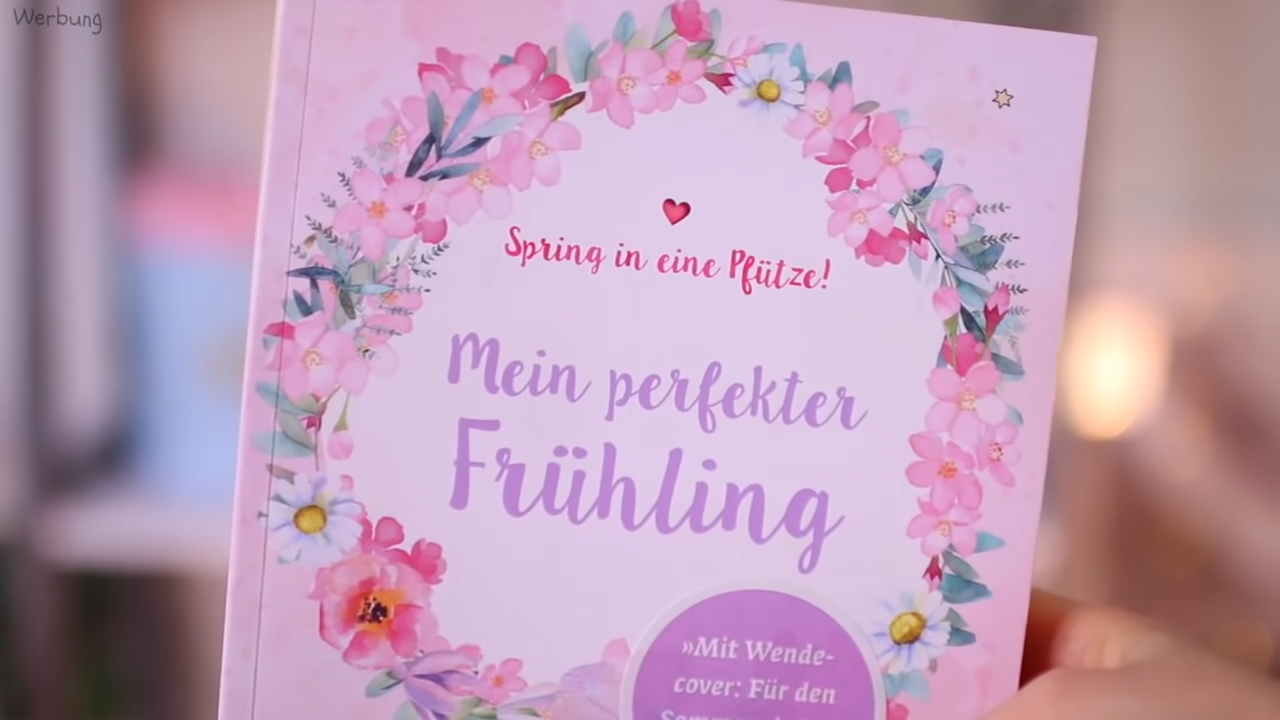 Werbung
Spring in eine Pfütze!
Mein perfekter
Frühling
»Mit Wende-
cover: Für den